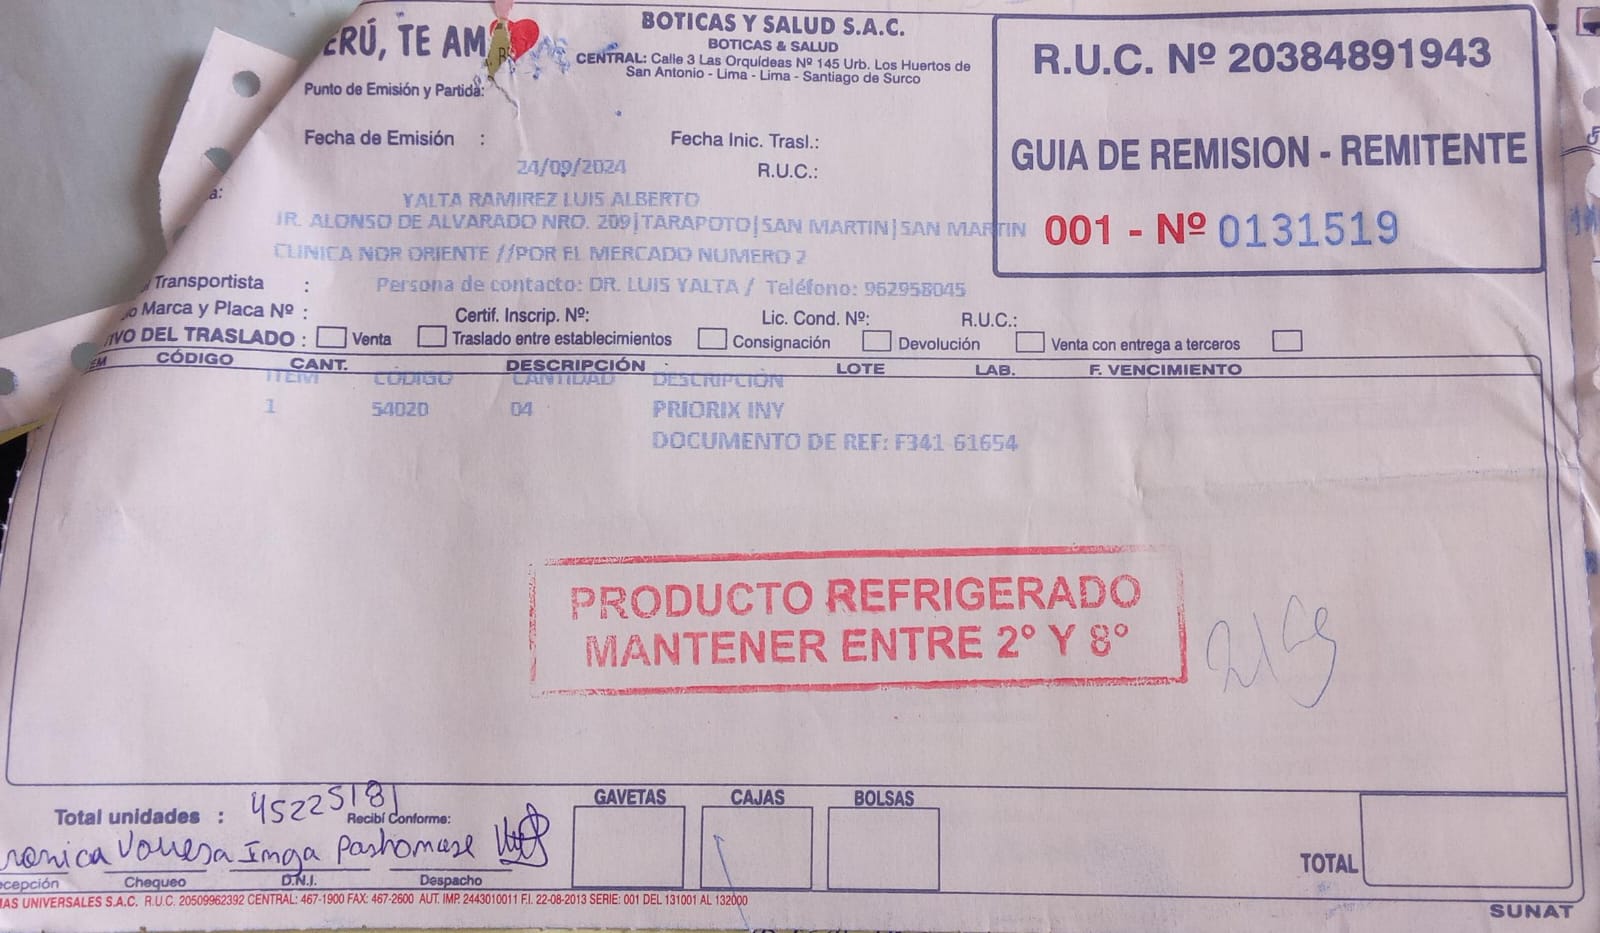 ERÚ, TE AM
BOTICAS Y SALUD S.A.C.
BOTICAS & SALUD
CENTRAL: Calle 3 Las Orquídeas Nº 145 Urb. Los Huertos de
San Antonio - Lima - Lima - Santiago de Surco
R.U.C. Nº 20384891943
GUIA DE REMISION - REMITENTE
001 - Nº 0131519
Punto de Emisión y Partida:
Fecha de Emisión :
Fecha Inic. Trasl.:
24/09/2024
R.U.C.:
a:
YALTA RAMIREZ LUIS ALBERTO
JR. ALONSO DE ALVARADO NRO. 209|TARAPOTO|SAN MARTIN|SAN MARTIN
CLINICA NOR ORIENTE //POR EL MERCADO NUMERO 2
Transportista :
Persona de contacto: DR. LUIS YALTA / Teléfono: 962958045
o Marca y Placa Nº : Certif. Inscrip. Nº: Lic. Cond. Nº: R.U.C.:
IVO DEL TRASLADO : Venta Traslado entre establecimientos Consignación Devolución Venta con entrega a terceros
EM CÓDIGO CANT. DESCRIPCIÓN LOTE LAB. F. VENCIMIENTO
ITEM CODIGO CANTIDAD DESCRIPCIÓN
1 54020 04 PRIORIX INY
DOCUMENTO DE REF: F341 61654
PRODUCTO REFRIGERADO
MANTENER ENTRE 2° Y 8°
GAVETAS CAJAS BOLSAS
Total unidades : 45225181
Recibí Conforme:
ronica Vanesa Inga Pashomase
TOTAL
cepción Chequeo D.N.I. Despacho
AS UNIVERSALES S.A.C. R.U.C. 20509962392 CENTRAL: 467-1900 FAX: 467-2600 AUT. IMP. 2443010011 F.I. 22-08-2013 SERIE: 001 DEL 131001 AL 132000
SUNAT